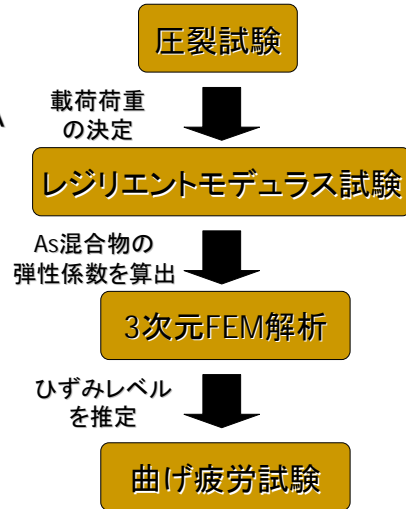 圧裂試験
載荷荷重
の決定
レジリエントモデュラス試験
As混合物の
弾性係数を算出
3次元FEM解析
ひずみレベル
を推定
曲げ疲労試験